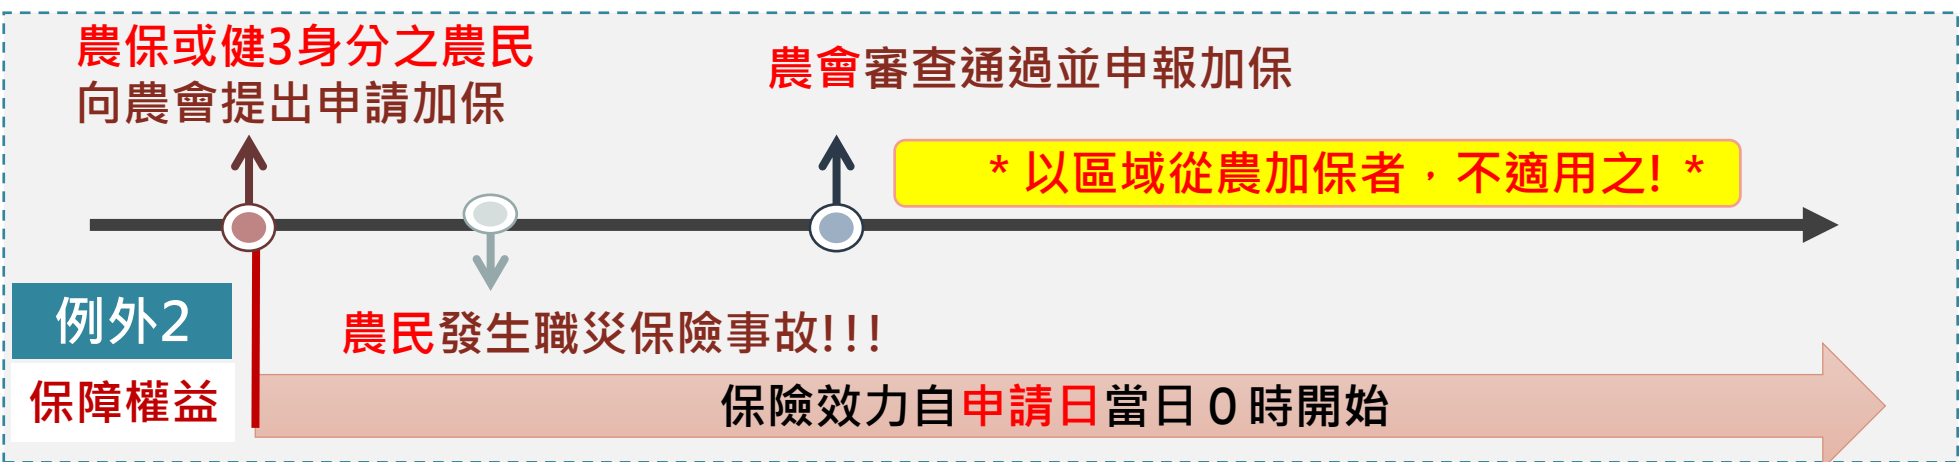 農保或健3身分之農民
向農會提出申請加保
農會審查通過並申報加保
*以區域從農加保者，不適用之! *
例外2
農民發生職災保險事故!!!
保障權益
保險效力自申請日當日０時開始